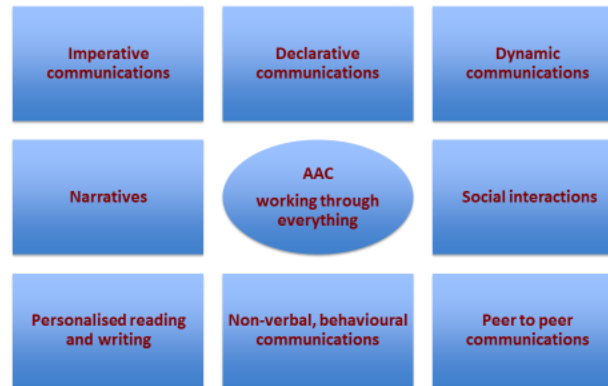 Imperative
communications
Declarative
communications
Dynamic
communications
Narratives
AAC
working through
everything
Social interactions
Personalised reading
and writing
Non-verbal, behavioural
communications
Peer to peer
communications